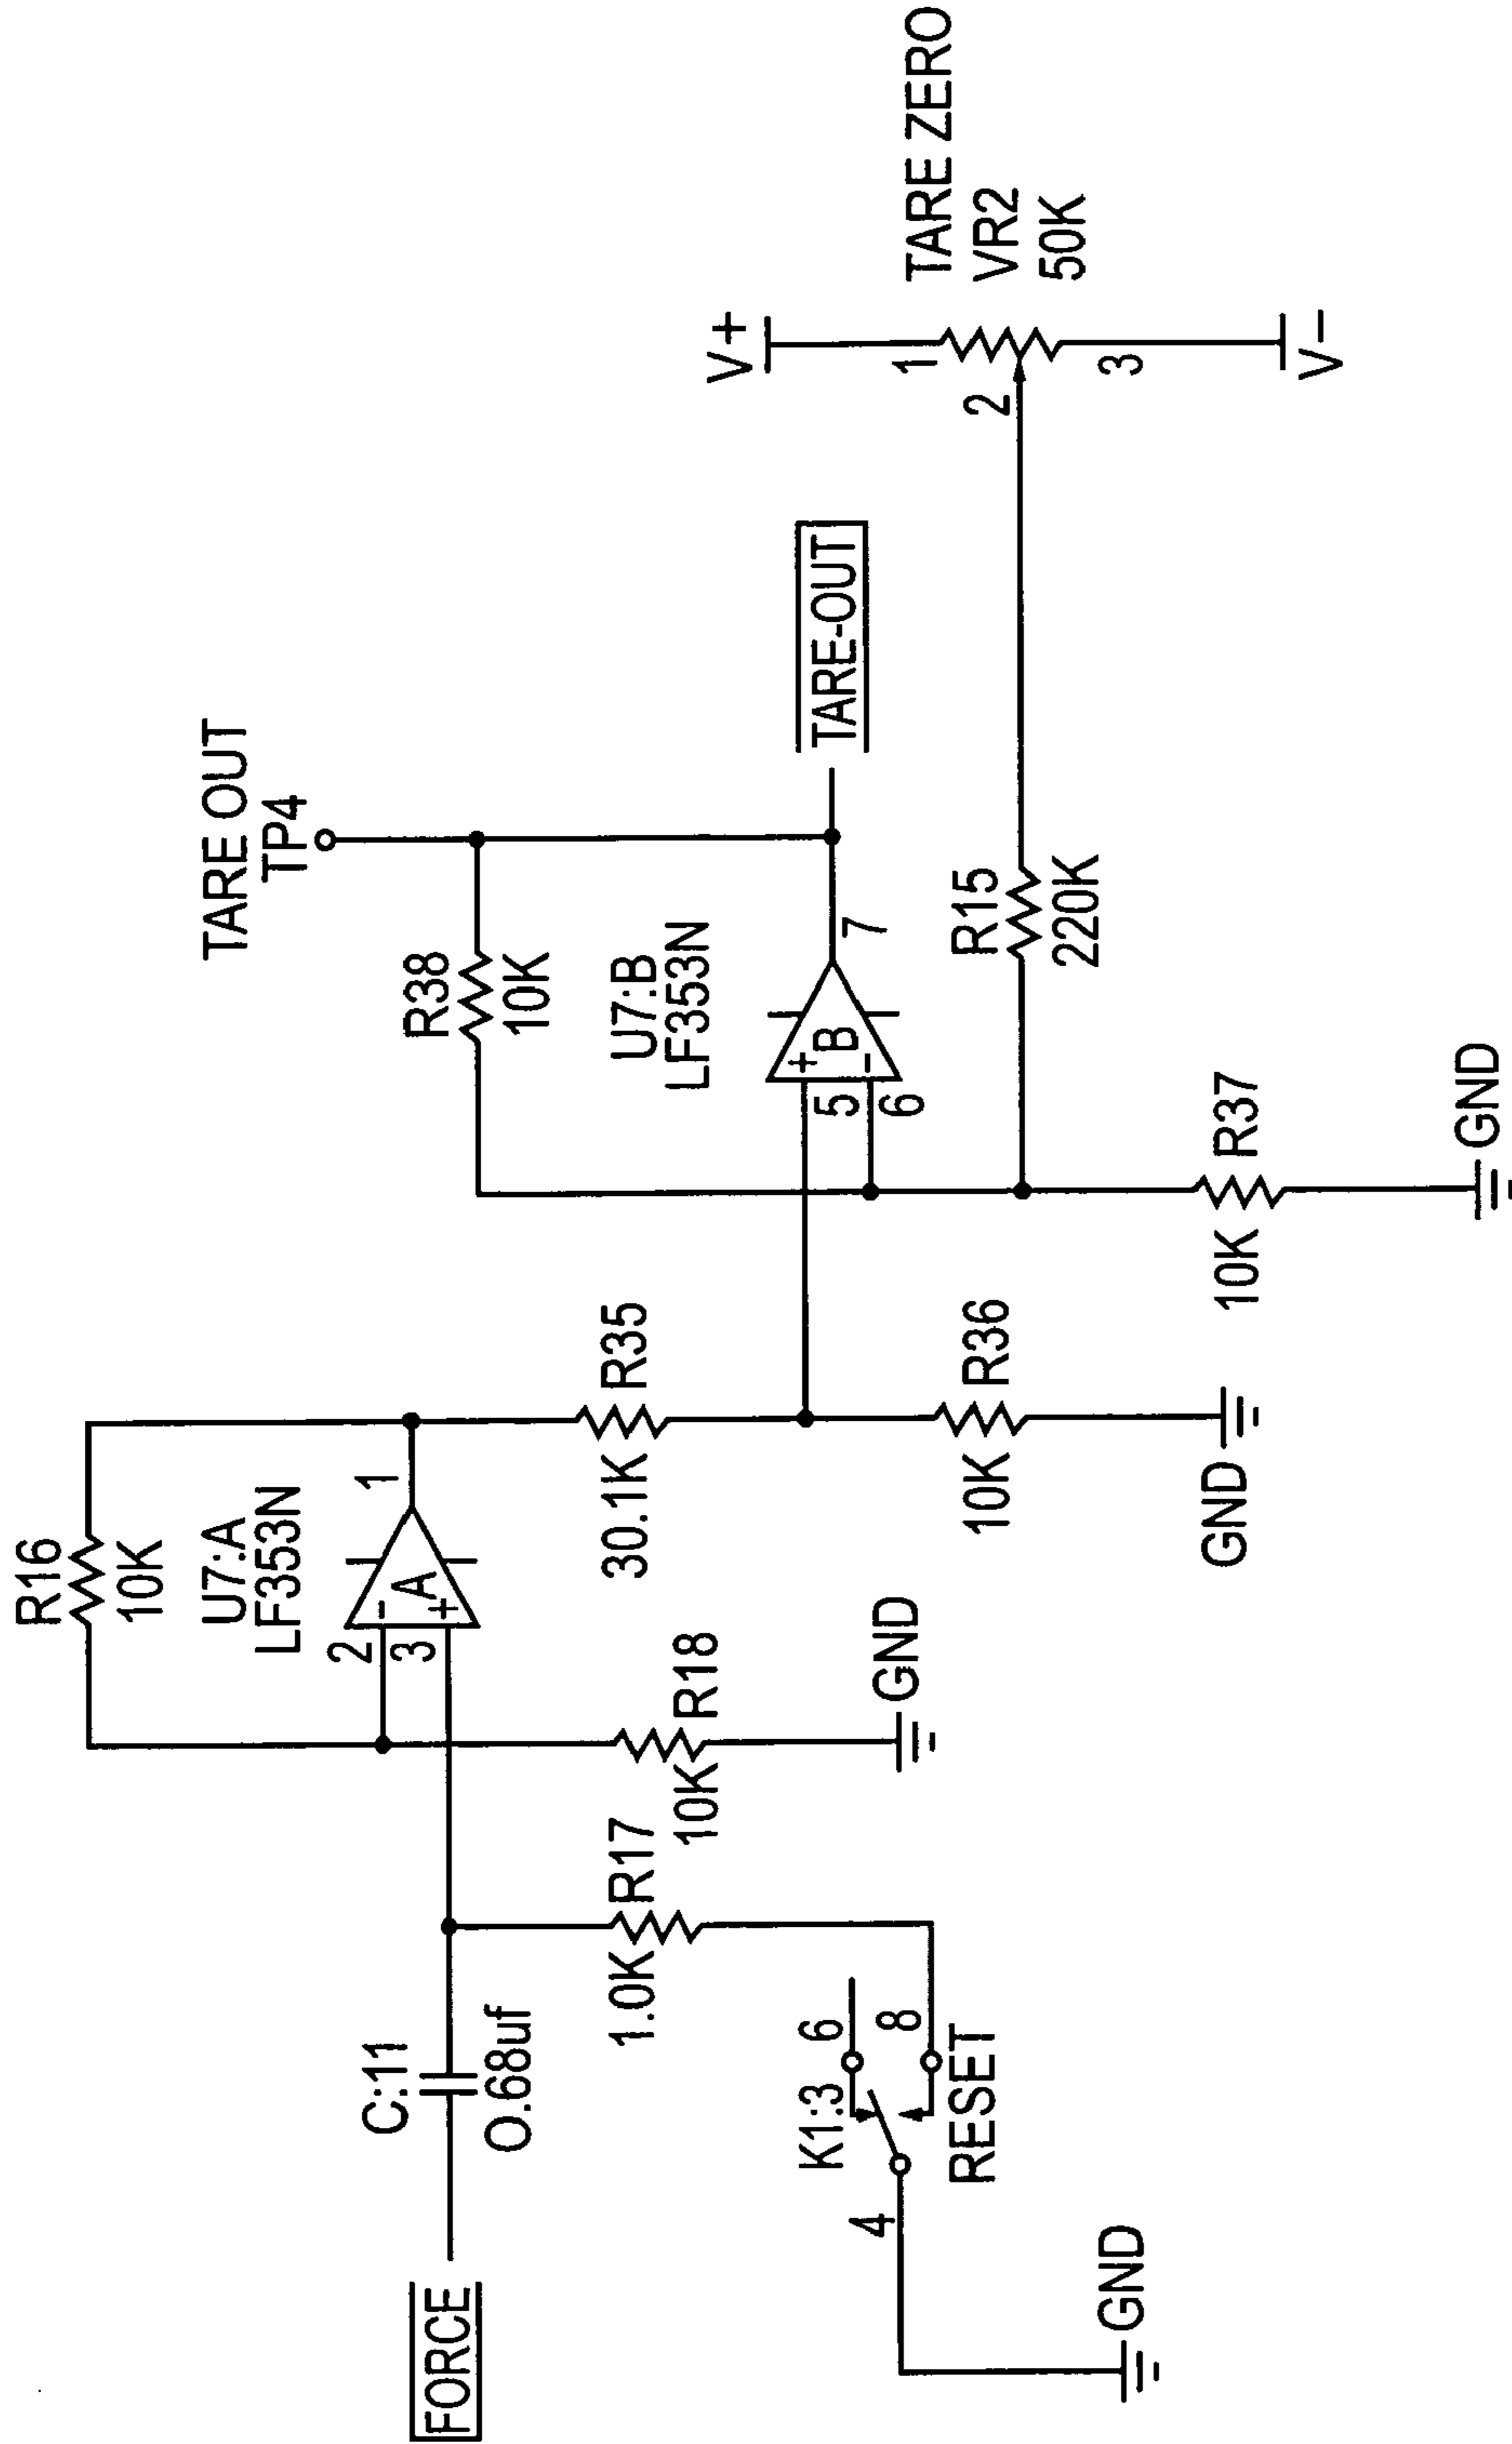 FORCE
C:11
0.68uf
R17
1.0K
K1:3
6
8
4
RESET
GND
R16
10K
U7:A
LF353N
2
3
-
+
A
1
R18
10K
GND
R35
30.1K
R36
10K
GND
TARE OUT
TP4
R38
10K
U7:B
LF353N
5
6
+
-
B
7
TARE-OUT
R15
220K
R37
10K
GND
V+
1
2
3
V-
TARE ZERO
VR2
50K